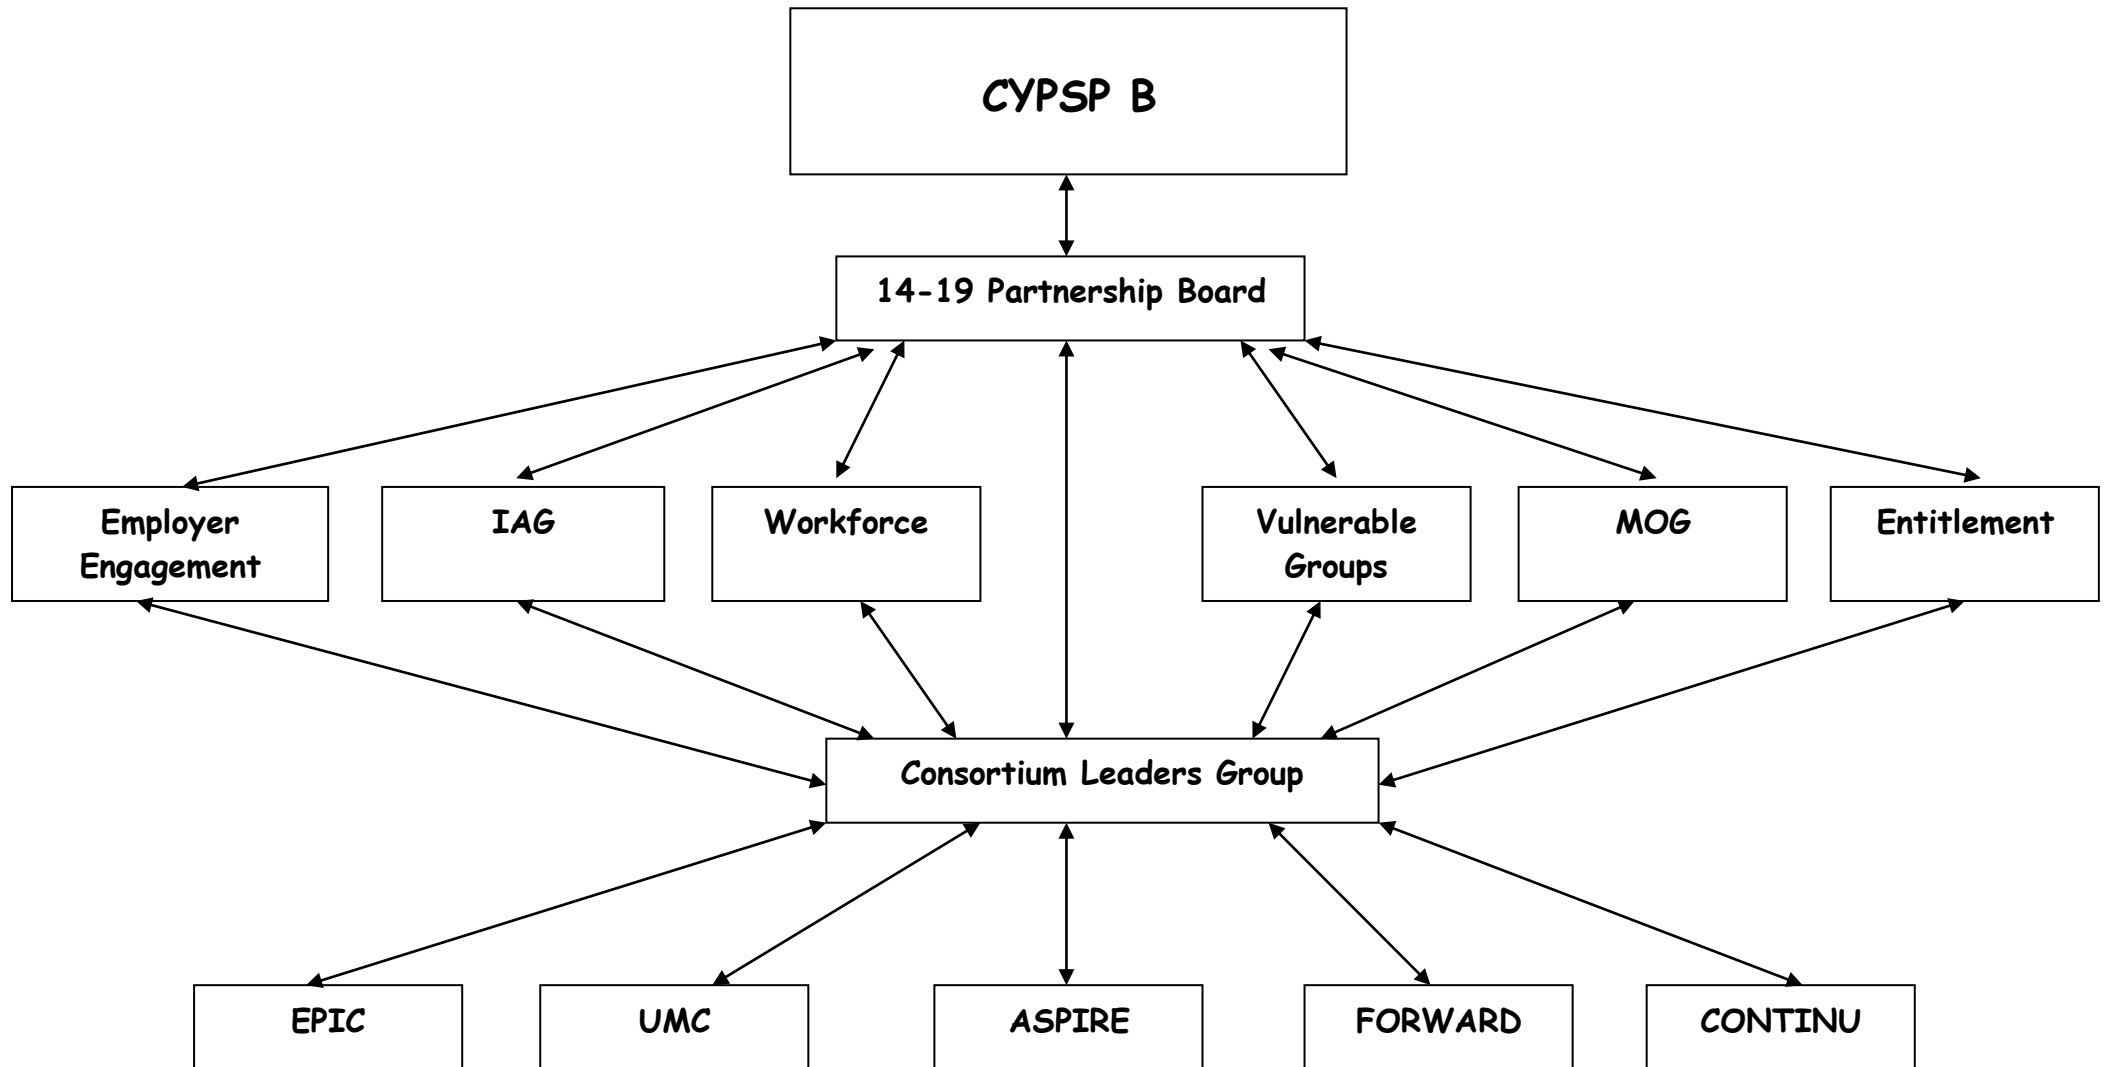 CYPSP B
14-19 Partnership Board
Employer
Engagement
IAG
Workforce
Vulnerable
Groups
MOG
Entitlement
Consortium Leaders Group
EPIC
UMC
ASPIRE
FORWARD
CONTINU